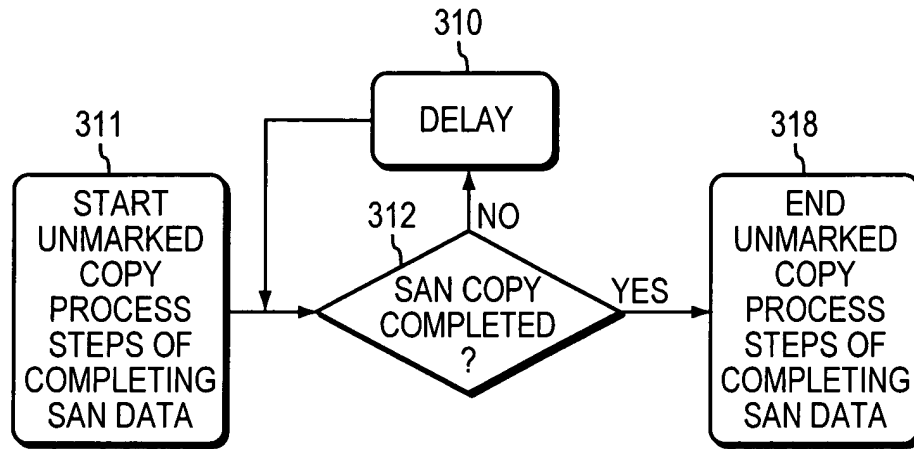 310
DELAY
311
START
UNMARKED
COPY
PROCESS
STEPS OF
COMPLETING
SAN DATA
312
NO
SAN COPY
COMPLETED
?
YES
318
END
UNMARKED
COPY
PROCESS
STEPS OF
COMPLETING
SAN DATA